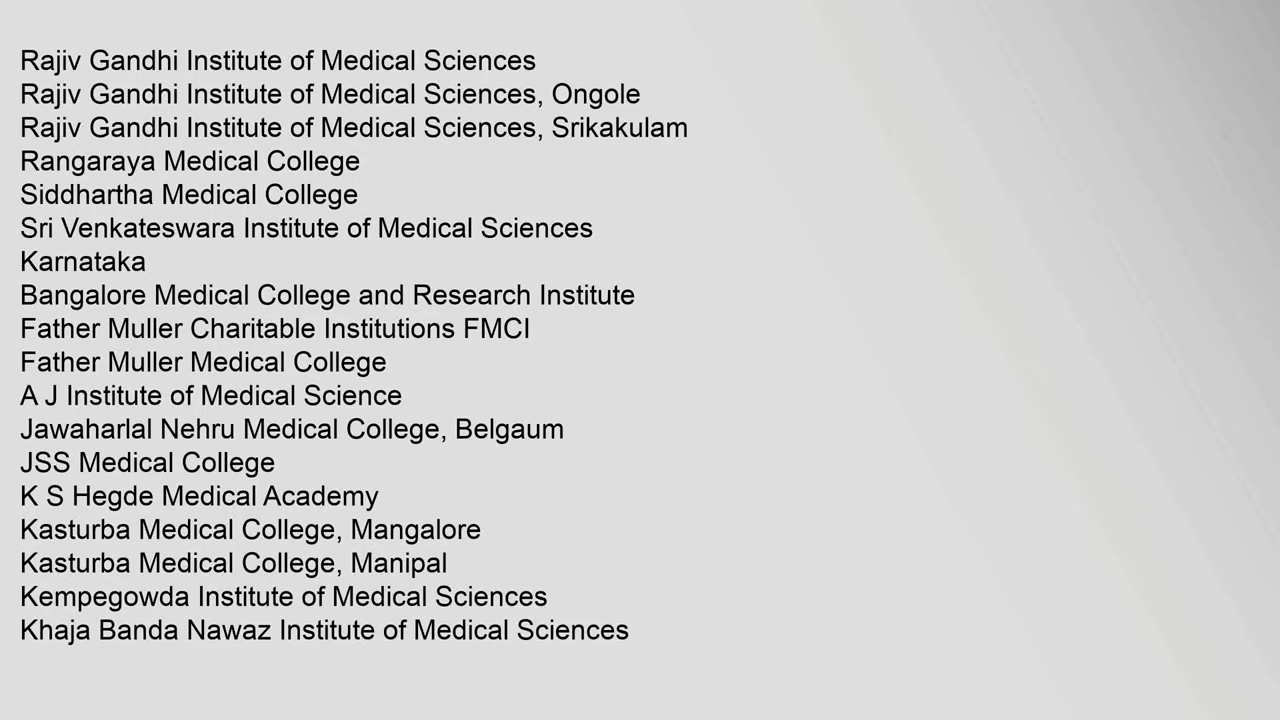 Rajiv Gandhi Institute of Medical Sciences
Rajiv Gandhi Institute of Medical Sciences, Ongole
Rajiv Gandhi Institute of Medical Sciences, Srikakulam
Rangaraya Medical College
Siddhartha Medical College
Sri Venkateswara Institute of Medical Sciences
Karnataka
Bangalore Medical College and Research Institute
Father Muller Charitable Institutions FMCI
Father Muller Medical College
A J Institute of Medical Science
Jawaharlal Nehru Medical College, Belgaum
JSS Medical College
K S Hegde Medical Academy
Kasturba Medical College, Mangalore
Kasturba Medical College, Manipal
Kempegowda Institute of Medical Sciences
Khaja Banda Nawaz Institute of Medical Sciences